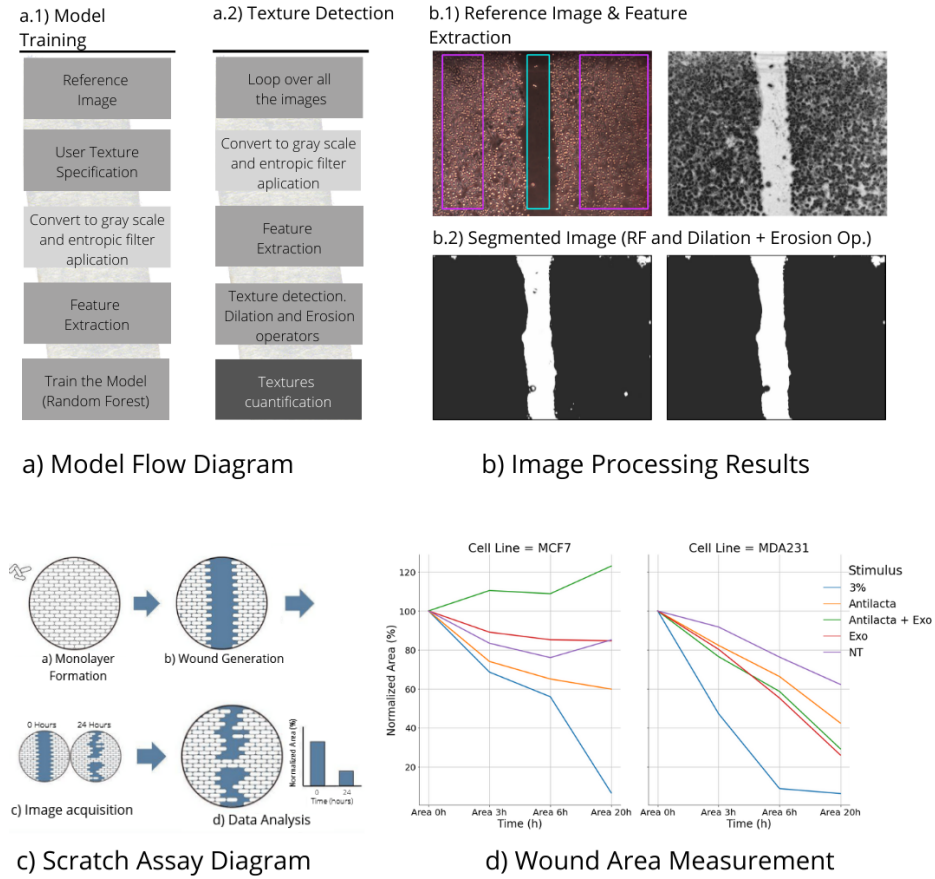 a.1) Model
Training
Reference
Image
User Texture
Specification
Convert to gray scale
and entropic filter
aplication
Feature
Extraction
Train the Model
(Random Forest)
a.2) Texture Detection
Loop over all
the images
Convert to gray scale
and entropic filter
aplication
Feature
Extraction
Texture detection.
Dilation and Erosion
operators
Textures
cuantification
a) Model Flow Diagram
b.1) Reference Image & Feature
Extraction
b.2) Segmented Image (RF and Dilation + Erosion Op.)
b) Image Processing Results
a) Monolayer
Formation
b) Wound Generation
0 Hours
24 Hours
c) Image acquisition
Normalized Area (%)
0
24
Time (hours)
d) Data Analysis
c) Scratch Assay Diagram
Cell Line = MCF7
Cell Line = MDA231
Normalized Area (%)
120
100
80
60
40
20
Area 0h
Area 3h
Area 6h
Area 20h
Time (h)
Area 0h
Area 3h
Area 6h
Area 20h
Time (h)
Stimulus
3%
Antilacta
Antilacta + Exo
Exo
NT
d) Wound Area Measurement